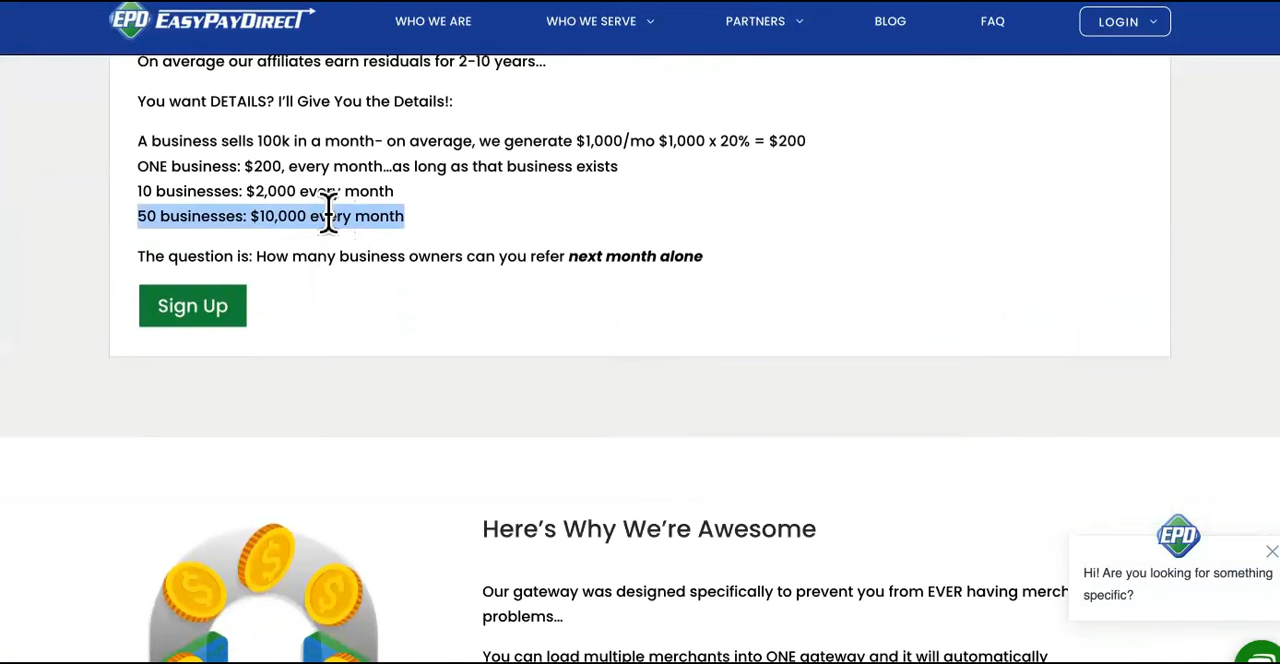 EPD EASYPAYDIRECT WHO WE ARE WHO WE SERVE PARTNERS BLOG FAQ LOGIN
On average our affiliates earn residuals for 2-10 years...
You want DETAILS? I'll Give You the Details!:
A business sells 100k in a month- on average, we generate $1,000/mo $1,000 x 20% = $200
ONE business: $200, every month...as long as that business exists
10 businesses: $2,000 every month
50 businesses: $10,000 every month
The question is: How many business owners can you refer next month alone
Sign Up
Here's Why We're Awesome
Our gateway was designed specifically to prevent you from EVER having merch
problems...
You can load multiple merchants into ONE gateway and it will automatically
EPD
Hi! Are you looking for something
specific?